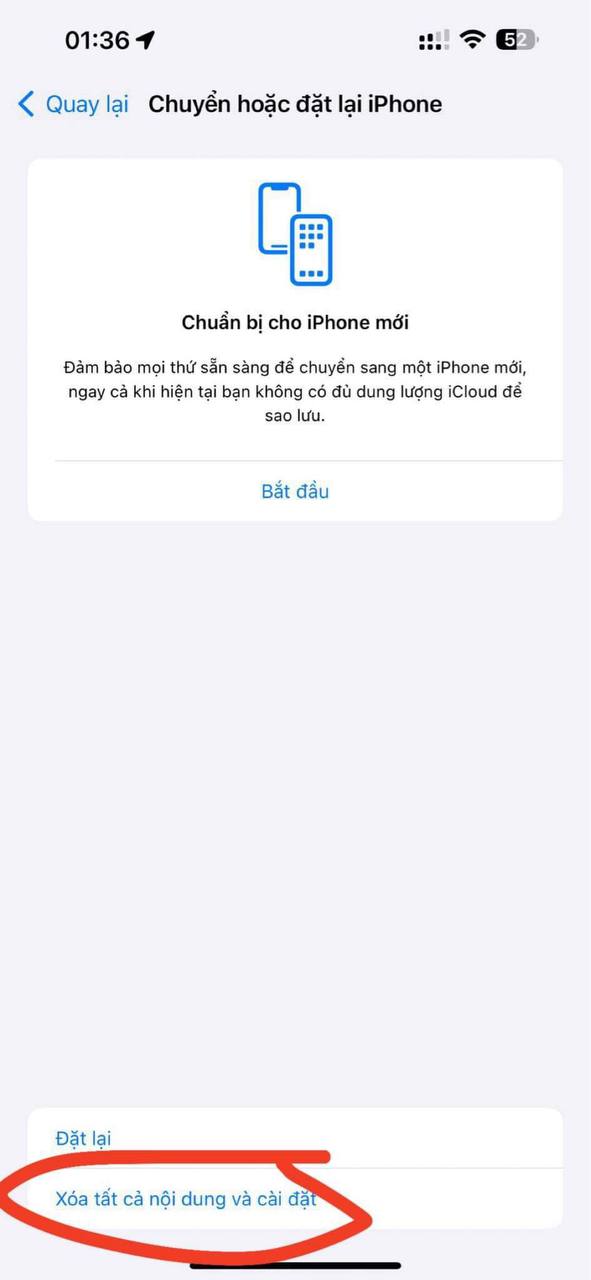 01:36
52
Quay lại Chuyển hoặc đặt lại iPhone
Chuẩn bị cho iPhone mới
Đảm bảo mọi thứ sẵn sàng để chuyển sang một iPhone mới,
ngay cả khi hiện tại bạn không có đủ dung lượng iCloud để
sao lưu.
Bắt đầu
Đặt lại
Xóa tất cả nội dung và cài đặt